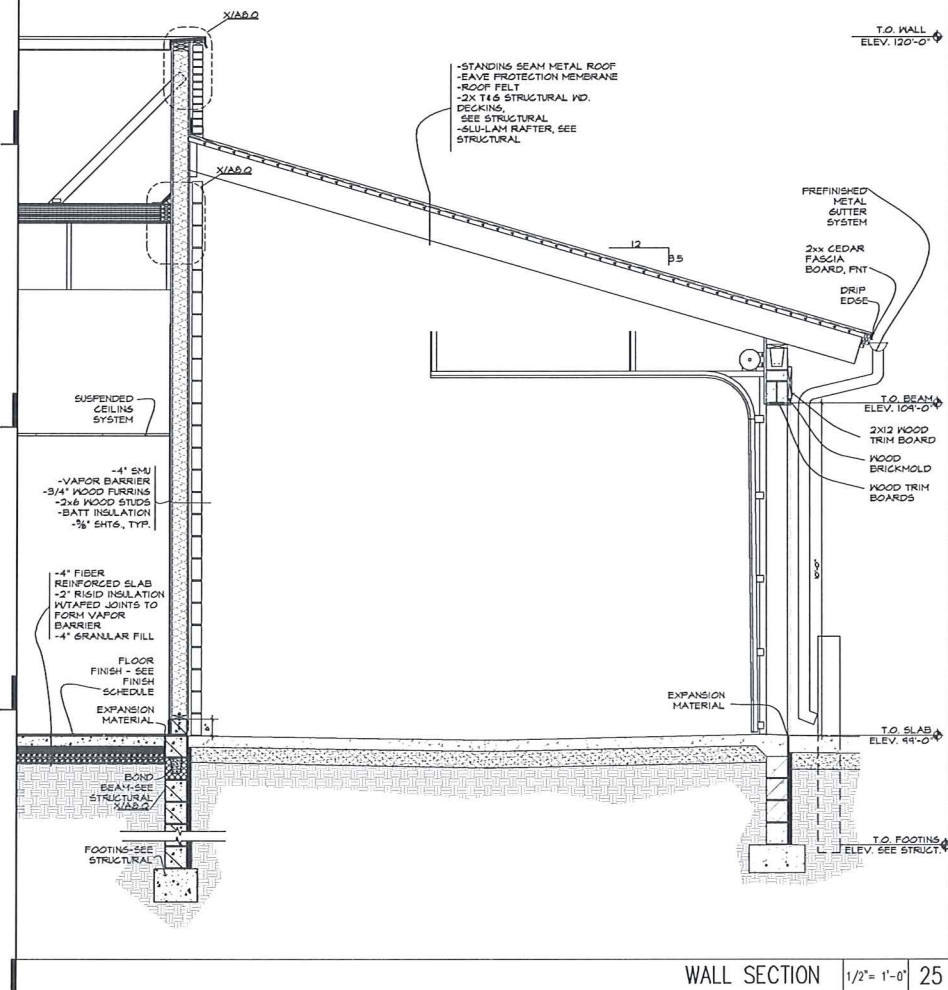 X/A8.0
T.O. WALL
ELEV. 120'-0"
-STANDING SEAM METAL ROOF
-EAVE PROTECTION MEMBRANE
-ROOF FELT
-2X T&G STRUCTURAL WD.
DECKING,
SEE STRUCTURAL
-GLU-LAM RAFTER, SEE
STRUCTURAL
X/A8.0
PREFINISHED
METAL
GUTTER
SYSTEM
12
3.5
2xx CEDAR
FASCIA
BOARD, PNT
DRIP
EDGE
SUSPENDED
CEILING
SYSTEM
T.O. BEAM
ELEV. 109'-0"
2X12 WOOD
TRIM BOARD
WOOD
BRICKMOLD
WOOD TRIM
BOARDS
-4" SMU
-VAPOR BARRIER
-3/4" WOOD FURRING
-2x6 WOOD STUDS
-BATT INSULATION
-5/8" SHTG., TYP.
-4" FIBER
REINFORCED SLAB
-2" RIGID INSULATION
W/TAPED JOINTS TO
FORM VAPOR
BARRIER
-4" GRANULAR FILL
FLOOR
FINISH - SEE
FINISH
SCHEDULE
EXPANSION
MATERIAL
EXPANSION
MATERIAL
T.O. SLAB
ELEV. 99'-0"
BOND
BEAM-SEE
STRUCTURAL
X/A8.0
FOOTING-SEE
STRUCTURAL
T.O. FOOTING
ELEV. SEE STRUCT.
WALL SECTION 1/2"= 1'-0" 25